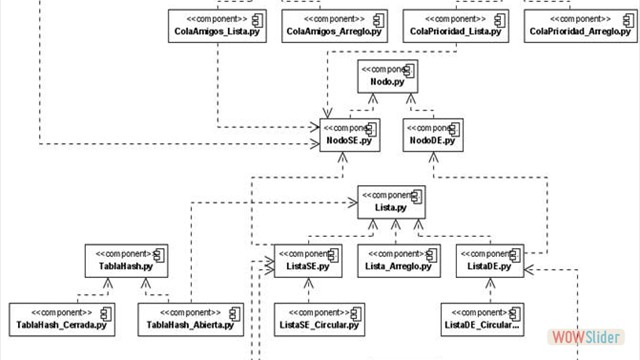 <<component>>
ColaAmigos_Lista.py
<<component>>
ColaAmigos_Arreglo.py
<<component>>
ColaPrioridad_Lista.py
<<component>>
ColaPrioridad_Arreglo.py
<<compone
Nodo.py
<<compone
NodoSE.py
<<compone
NodoDE.py
<<component>
Lista.py
<<component>>
TablaHash.py
<<component>
ListaSE.py
<<component>>
Lista_Arreglo.py
<<component>
ListaDE.py
<<component>>
TablaHash_Cerrada.py
<<component>>
TablaHash_Abierta.py
<<component>>
ListaSE_Circular.py
<<component>>
ListaDE_Circular...
WOWSlider